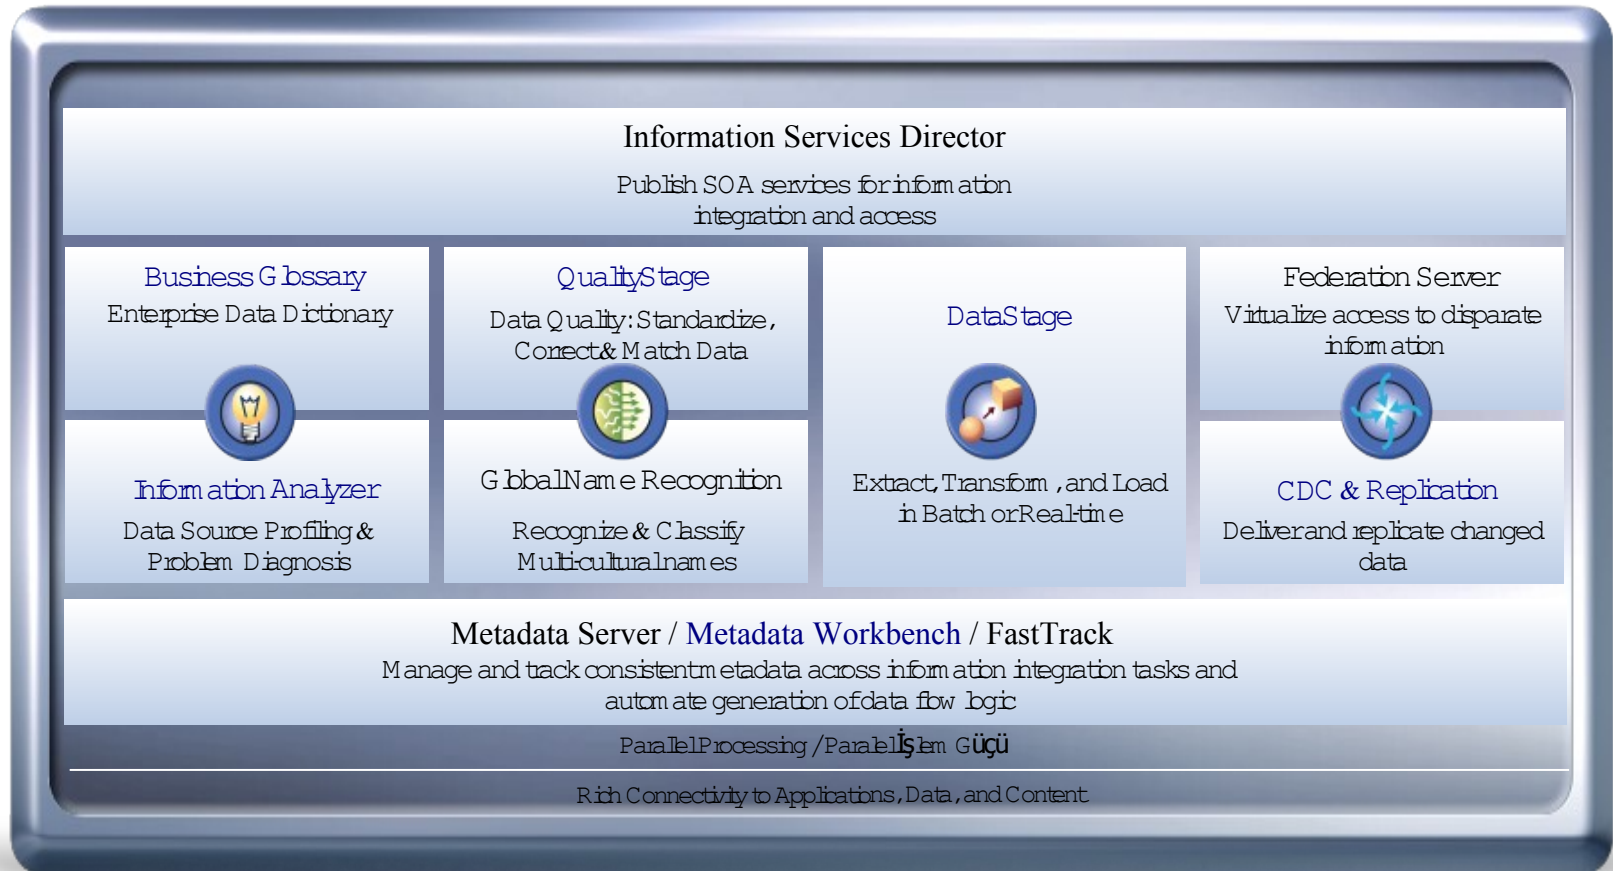 Information Services Director
Publish SOA services for information
integration and access
Business Glossary
Enterprise Data Dictionary
Information Analyzer
Data Source Profiling &
Problem Diagnosis
QualityStage
Data Quality: Standardize,
Correct & Match Data
Global Name Recognition
Recognize & Classify
Multi-cultural names
DataStage
Extract, Transform, and Load
in Batch or Real-time
Federation Server
Virtualize access to disparate
information
CDC & Replication
Deliver and replicate changed
data
Metadata Server / Metadata Workbench / FastTrack
Manage and track consistent metadata across information integration tasks and
automate generation of data flow logic
Parallel Processing / Paralel İşlem Gücü
Rich Connectivity to Applications, Data, and Content